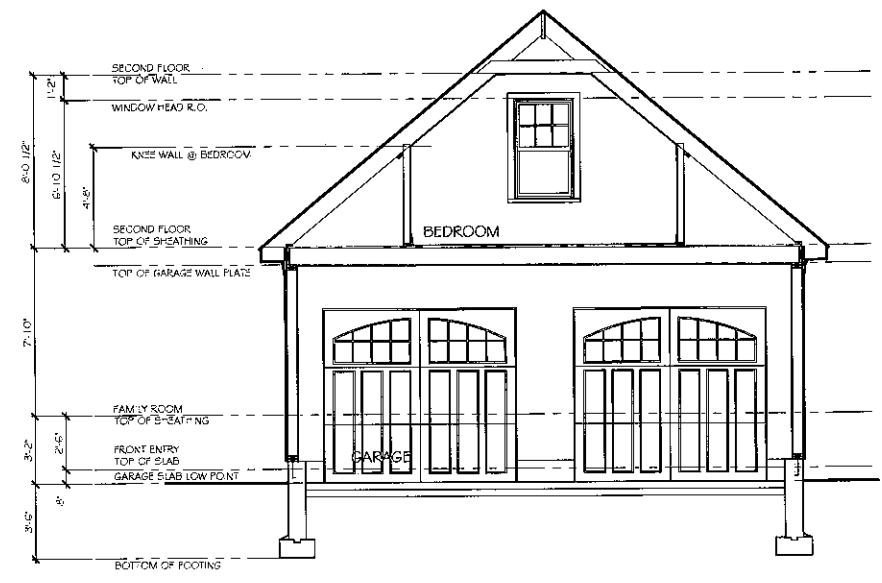 SECOND FLOOR
TOP OF WALL
1'-2"
WINDOW HEAD R.O.
KNEE WALL @ BEDROOM
8'-0 1/2"
6'-10 1/2"
4'-8"
SECOND FLOOR
TOP OF SHEATHING
BEDROOM
TOP OF GARAGE WALL PLATE
7'-10"
FAMILY ROOM
TOP OF SHEATHING
3'-2"
2'-6"
FRONT ENTRY
TOP OF SLAB
GARAGE
GARAGE SLAB LOW POINT
8"
3'-6"
BOTTOM OF FOOTING